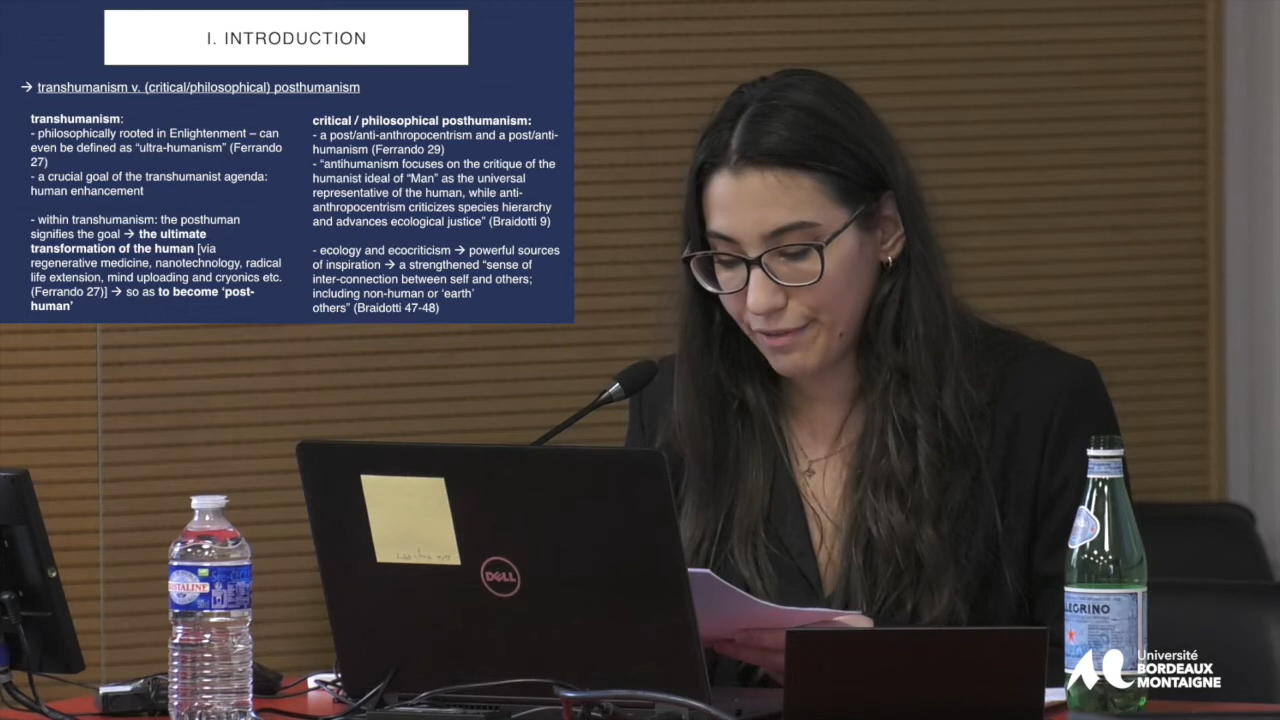 I. INTRODUCTION
→ transhumanism v. (critical/philosophical) posthumanism
transhumanism:
- philosophically rooted in Enlightenment – can
even be defined as “ultra-humanism” (Ferrando
27)
- a crucial goal of the transhumanist agenda:
human enhancement
- within transhumanism: the posthuman
signifies the goal → the ultimate
transformation of the human [via
regenerative medicine, nanotechnology, radical
life extension, mind uploading and cryonics etc.
(Ferrando 27)] → so as to become ‘post-
human’
critical / philosophical posthumanism:
- a post/anti-anthropocentrism and a post/anti-
humanism (Ferrando 29)
- “antihumanism focuses on the critique of the
humanist ideal of “Man” as the universal
representative of the human, while anti-
anthropocentrism criticizes species hierarchy
and advances ecological justice” (Braidotti 9)
- ecology and ecocriticism → powerful sources
of inspiration → a strengthened “sense of
inter-connection between self and others;
including non-human or ‘earth’
others” (Braidotti 47-48)
DELL
STALINE
LEGRINO
Université
BORDEAUX
MONTAIGNE